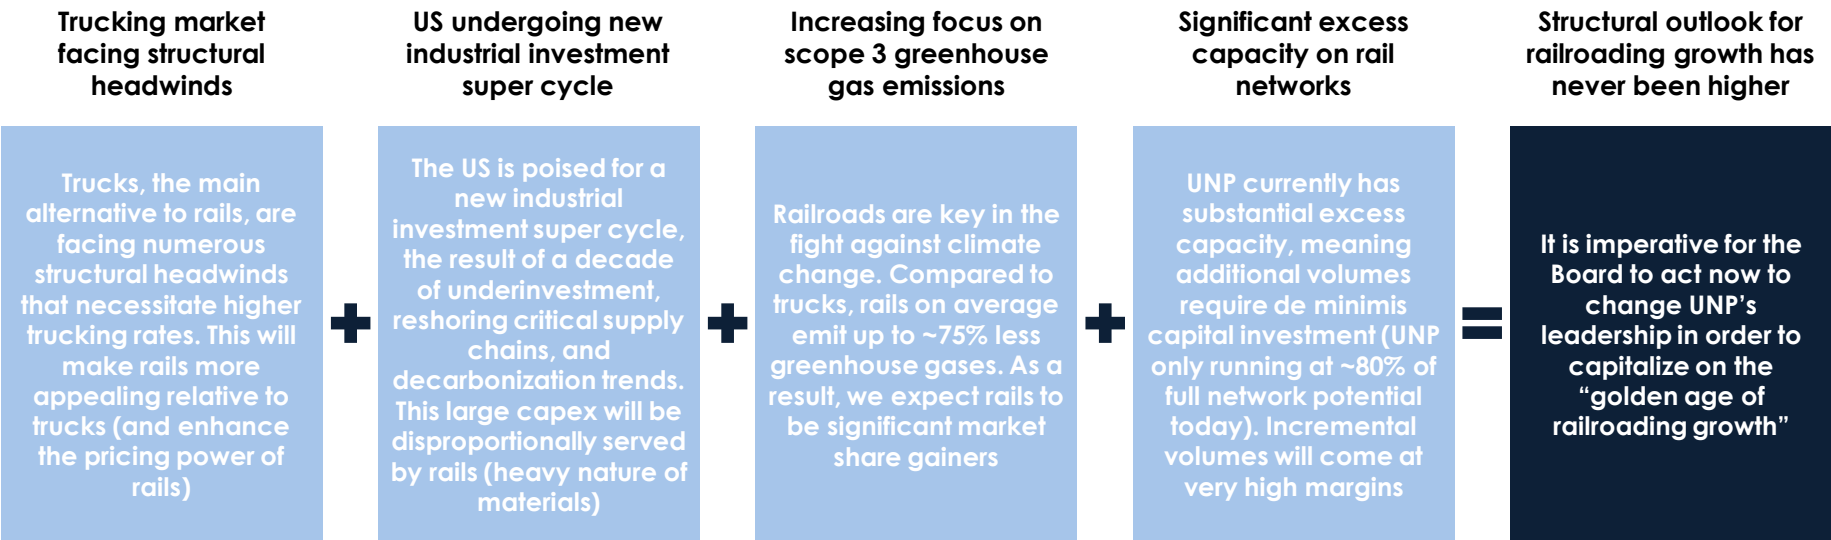 Trucking market
facing structural
headwinds
US undergoing new
industrial investment
super cycle
Increasing focus on
scope 3 greenhouse
gas emissions
Significant excess
capacity on rail
networks
Structural outlook for
railroading growth has
never been higher
Trucks, the main
alternative to rails, are
facing numerous
structural headwinds
that necessitate higher
trucking rates. This will
make rails more
appealing relative to
trucks (and enhance
the pricing power of
rails)
The US is poised for a
new industrial
investment super cycle,
the result of a decade
of underinvestment,
reshoring critical supply
chains, and
decarbonization trends.
This large capex will be
disproportionally served
by rails (heavy nature of
materials)
Railroads are key in the
fight against climate
change. Compared to
trucks, rails on average
emit up to ~75% less
greenhouse gases. As a
result, we expect rails to
be significant market
share gainers
UNP currently has
substantial excess
capacity, meaning
additional volumes
require de minimis
capital investment (UNP
only running at ~80% of
full network potential
today). Incremental
volumes will come at
very high margins
It is imperative for the
Board to act now to
change UNP’s
leadership in order to
capitalize on the
“golden age of
railroading growth”